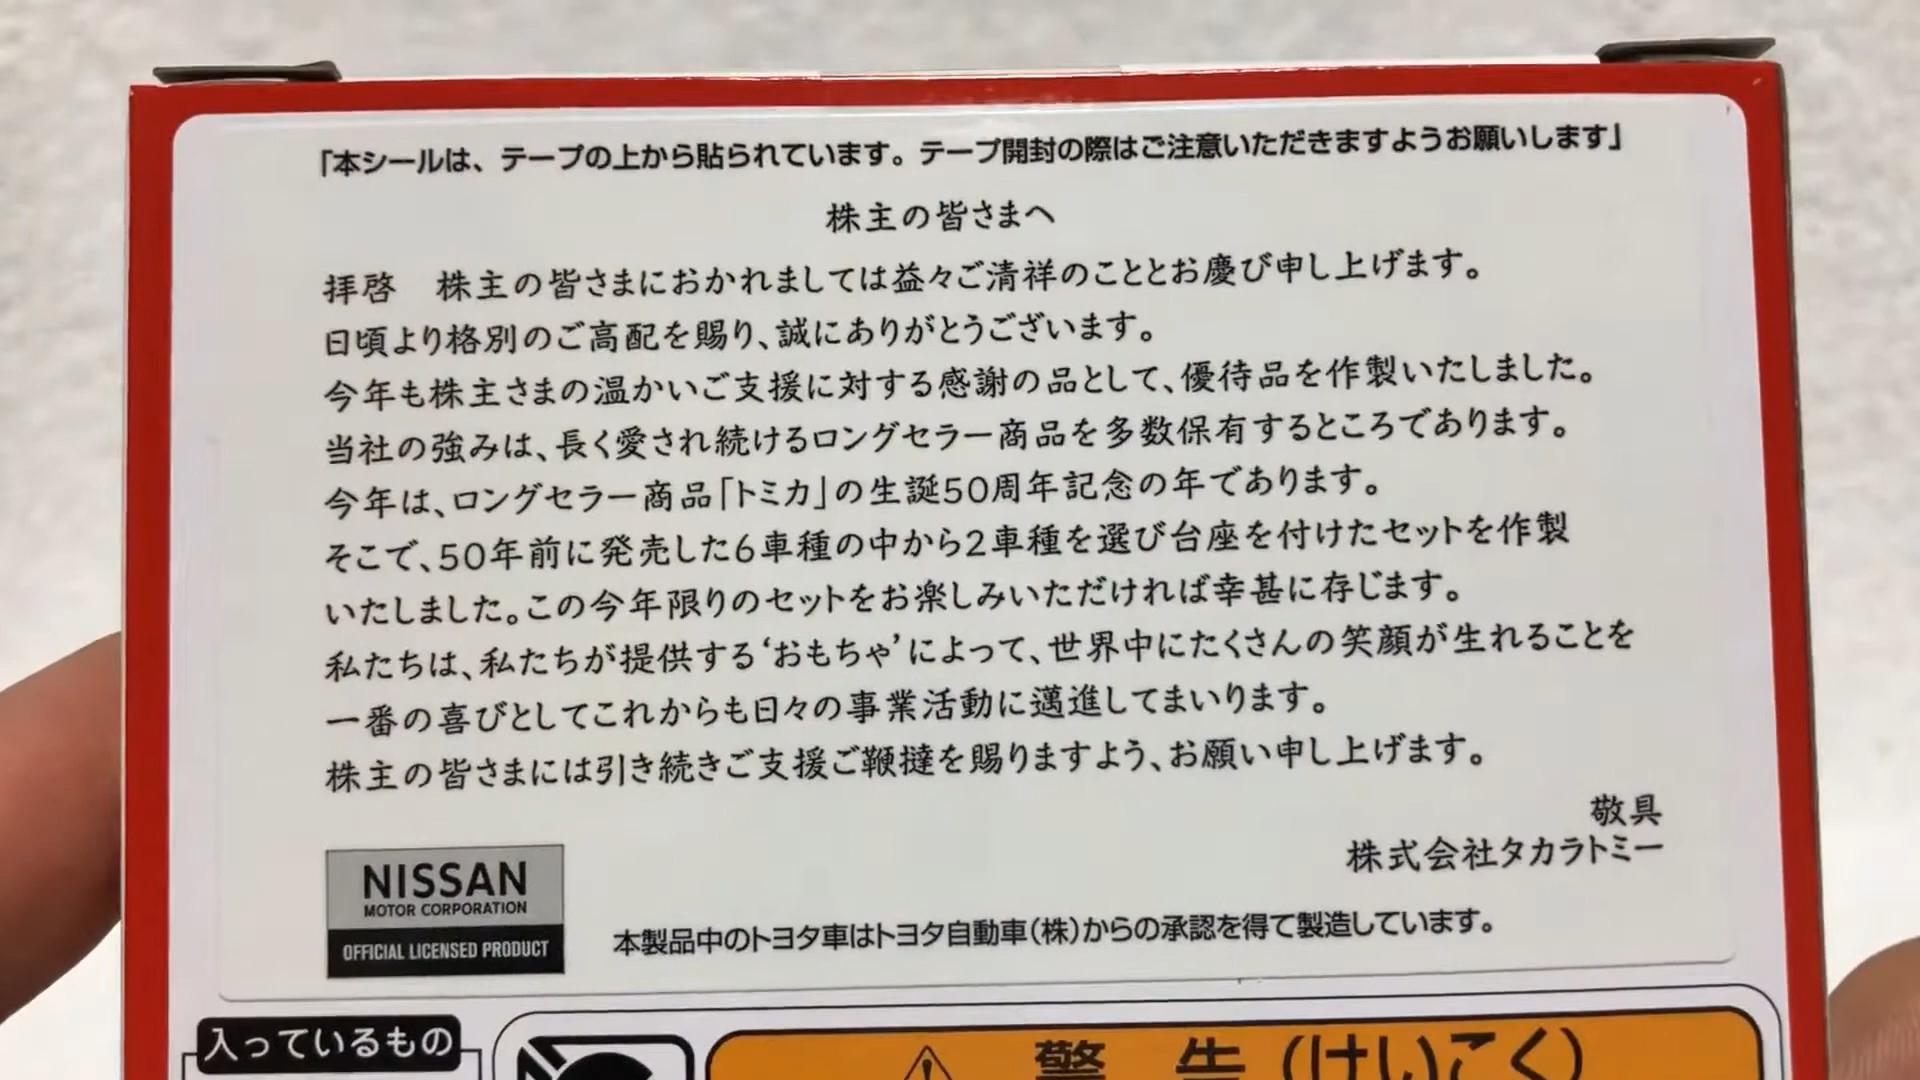 「本シールは、テープの上から貼られています。テープ開封の際はご注意いただきますようお願いします」
株主の皆さまへ
拝啓　株主の皆さまにおかれましては益々ご清祥のこととお慶び申し上げます。
日頃より格別のご高配を賜り、誠にありがとうございます。
今年も株主さまの温かいご支援に対する感謝の品として、優待品を作製いたしました。
当社の強みは、長く愛され続けるロングセラー商品を多数保有するところであります。
今年は、ロングセラー商品「トミカ」の生誕50周年記念の年であります。
そこで、50年前に発売した6車種の中から2車種を選び台座を付けたセットを作製
いたしました。この今年限りのセットをお楽しみいただければ幸甚に存じます。
私たちは、私たちが提供する‘おもちゃ’によって、世界中にたくさんの笑顔が生れることを
一番の喜びとしてこれからも日々の事業活動に邁進してまいります。
株主の皆さまには引き続きご支援ご鞭撻を賜りますよう、お願い申し上げます。
敬具
株式会社タカラトミー
NISSAN
MOTOR CORPORATION
OFFICIAL LICENSED PRODUCT
本製品中のトヨタ車はトヨタ自動車(株)からの承認を得て製造しています。
入っているもの
警告(けいこく)